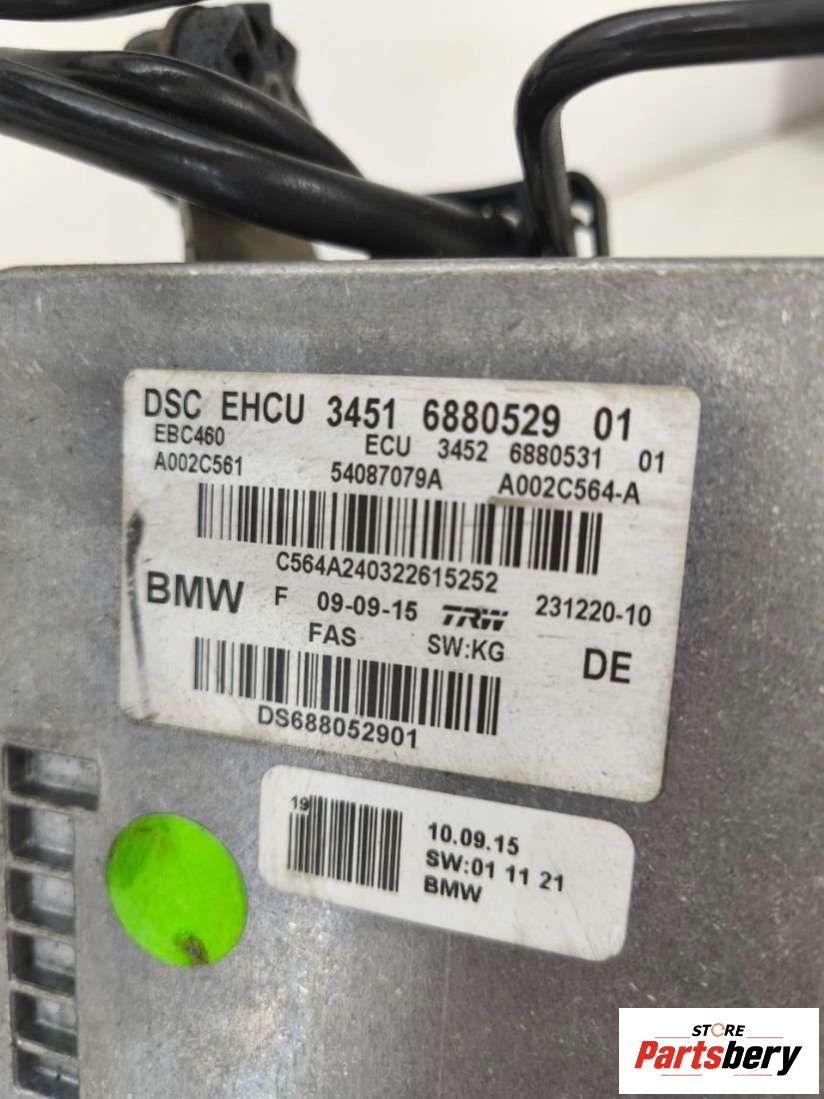 DSC EHCU 3451 6880529 01
EBC460 ECU 3452 6880531 01
A002C561 54087079A A002C564-A
C564A240322615252
BMW F 09-09-15 TRW 231220-10
FAS SW:KG DE
DS688052901
19 10.09.15
SW:01 11 21
BMW
STORE
Partsbery